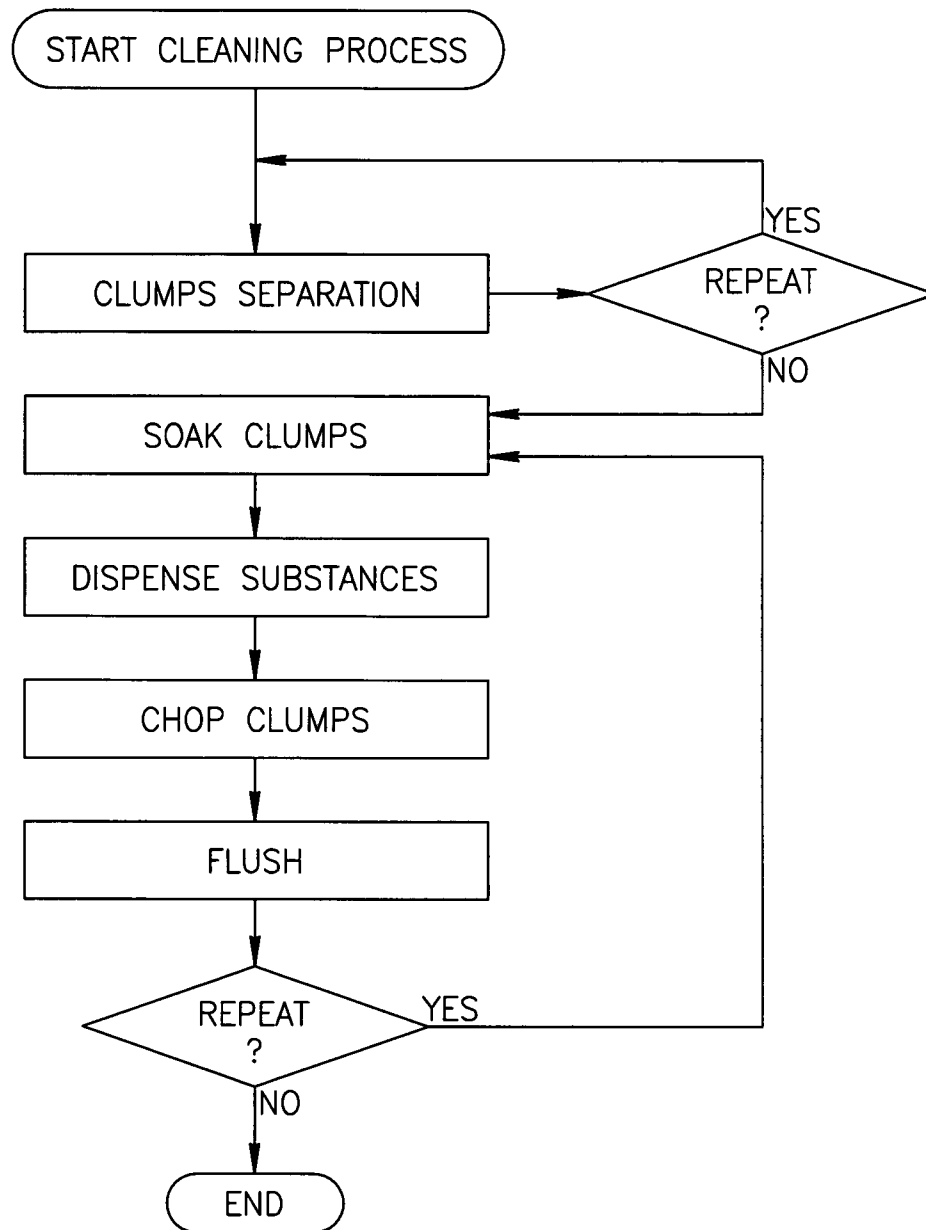 START CLEANING PROCESS
YES
CLUMPS SEPARATION
REPEAT
?
NO
SOAK CLUMPS
DISPENSE SUBSTANCES
CHOP CLUMPS
FLUSH
REPEAT
?
YES
NO
END